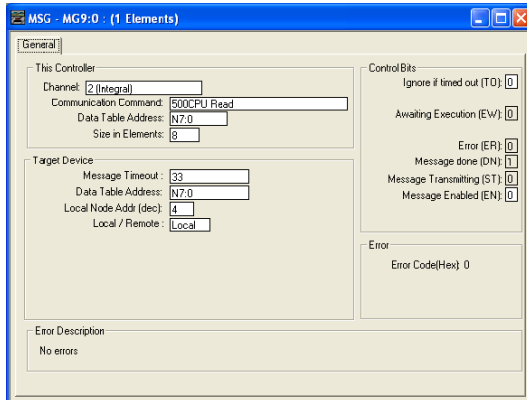 MSG - MG9:0 : (1 Elements)
General
This Controller
Channel: 2 (Integral)
Communication Command: 500CPU Read
Data Table Address: N7:0
Size in Elements: 8
Target Device
Message Timeout : 33
Data Table Address: N7:0
Local Node Addr (dec): 4
Local / Remote : Local
Control Bits
Ignore if timed out (TO): 0
Awaiting Execution (EW): 0
Error (ER): 0
Message done (DN): 1
Message Transmitting (ST): 0
Message Enabled (EN): 0
Error
Error Code(Hex): 0
Error Description
No errors